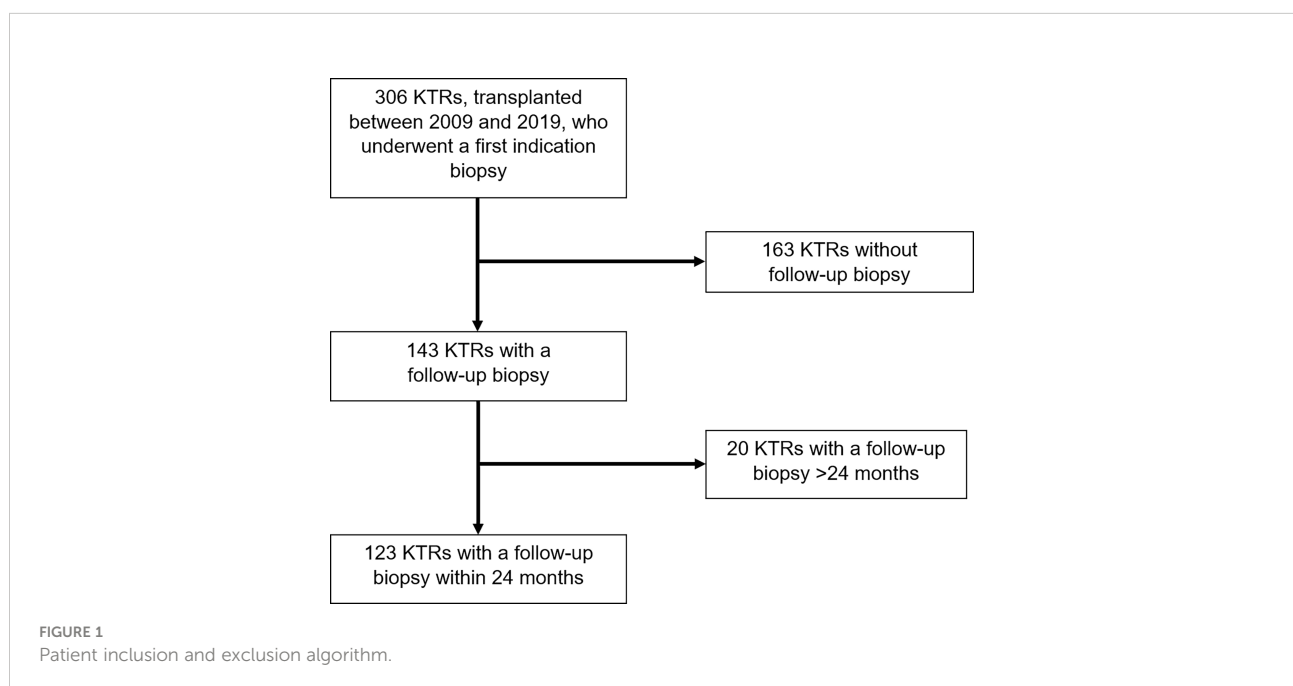 306 KTRs, transplanted
between 2009 and 2019, who
underwent a first indication
biopsy
163 KTRs without
follow-up biopsy
143 KTRs with a
follow-up biopsy
20 KTRs with a follow-up
biopsy >24 months
123 KTRs with a follow-up
biopsy within 24 months
FIGURE 1
Patient inclusion and exclusion algorithm.